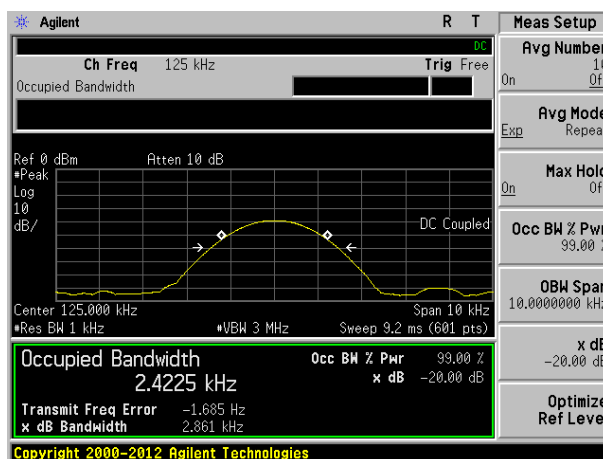 Agilent R T Meas Setup
DC
Ch Freq 125 kHz Trig Free
Occupied Bandwidth
Avg Number
On
Avg Mode
Exp
Max Hold
On
Occ BW % Pwr
99.00 %
OBW Span
10.0000000 kHz
x dB
-20.00 dB
Optimize
Ref Level
Ref 0 dBm Atten 10 dB
#Peak
Log
10
dB/
DC Coupled
Center 125.000 kHz Span 10 kHz
#Res BW 1 kHz #VBW 3 MHz Sweep 9.2 ms (601 pts)
Occupied Bandwidth Occ BW % Pwr 99.00 %
2.4225 kHz x dB -20.00 dB
Transmit Freq Error -1.685 Hz
x dB Bandwidth 2.861 kHz
Copyright 2000-2012 Agilent Technologies